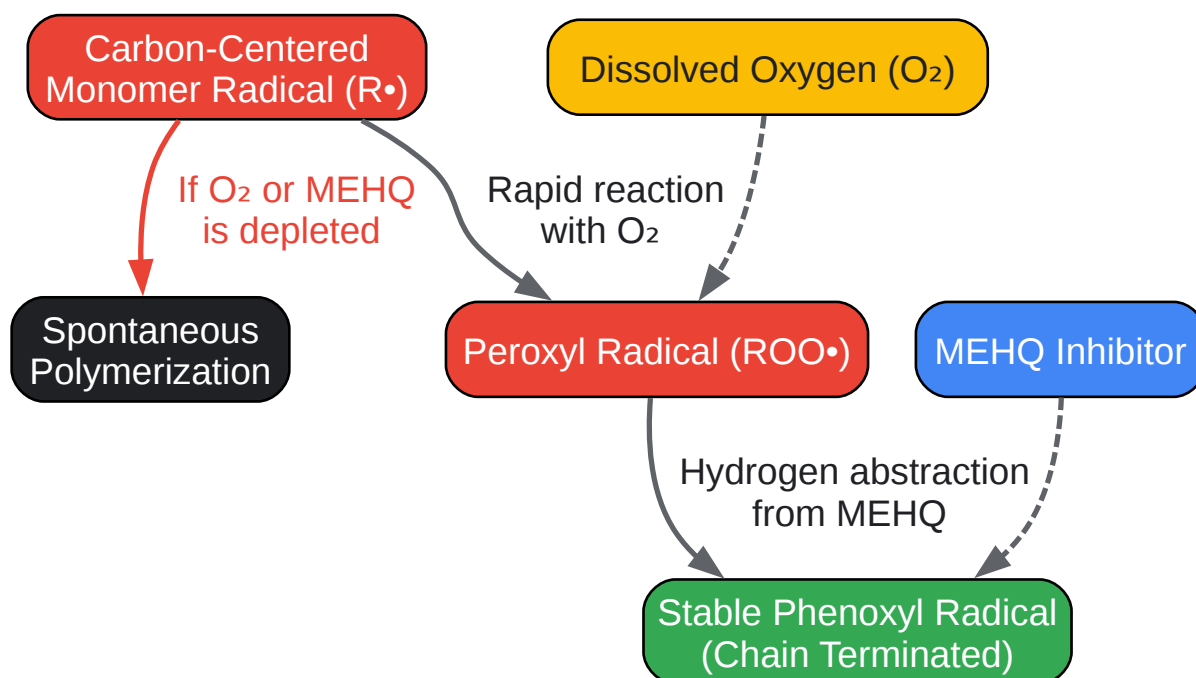 Carbon-Centered
Monomer Radical (R•)
Dissolved Oxygen (O₂)
If O₂ or MEHQ
is depleted
Rapid reaction
with O₂
Spontaneous
Polymerization
Peroxyl Radical (ROO•)
MEHQ Inhibitor
Hydrogen abstraction
from MEHQ
Stable Phenoxyl Radical
(Chain Terminated)